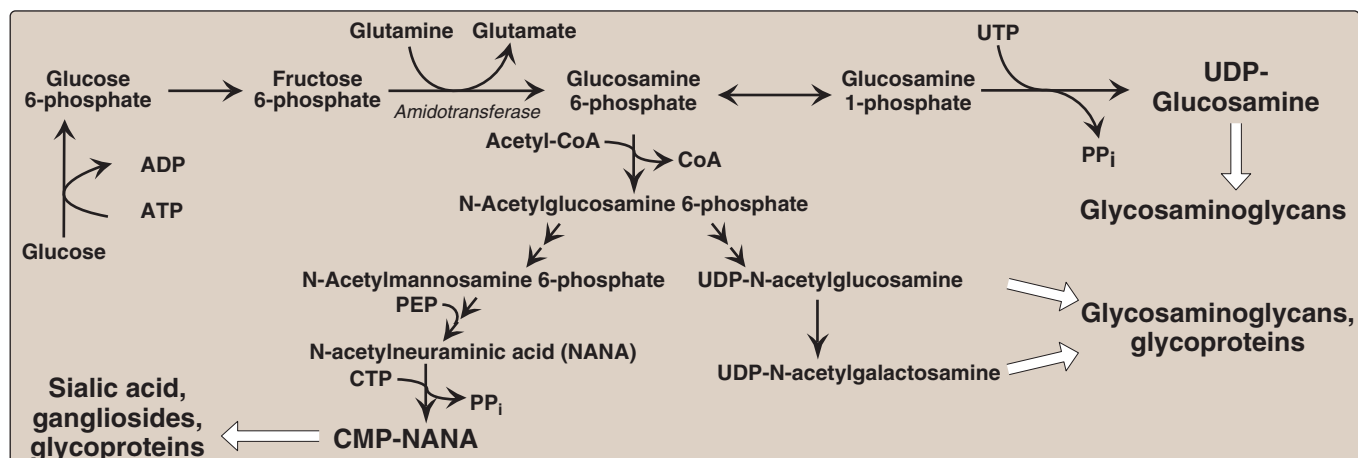 Glutamine
Glutamate
UTP
Glucose
6-phosphate
Fructose
6-phosphate
Amidotransferase
Glucosamine
6-phosphate
Glucosamine
1-phosphate
UDP-
Glucosamine
Acetyl-CoA
CoA
PPi
ADP
ATP
Glucose
N-Acetylglucosamine 6-phosphate
Glycosaminoglycans
N-Acetylmannosamine 6-phosphate
UDP-N-acetylglucosamine
PEP
Glycosaminoglycans,
glycoproteins
N-acetylneuraminic acid (NANA)
UDP-N-acetylgalactosamine
CTP
PPi
Sialic acid,
gangliosides,
glycoproteins
CMP-NANA